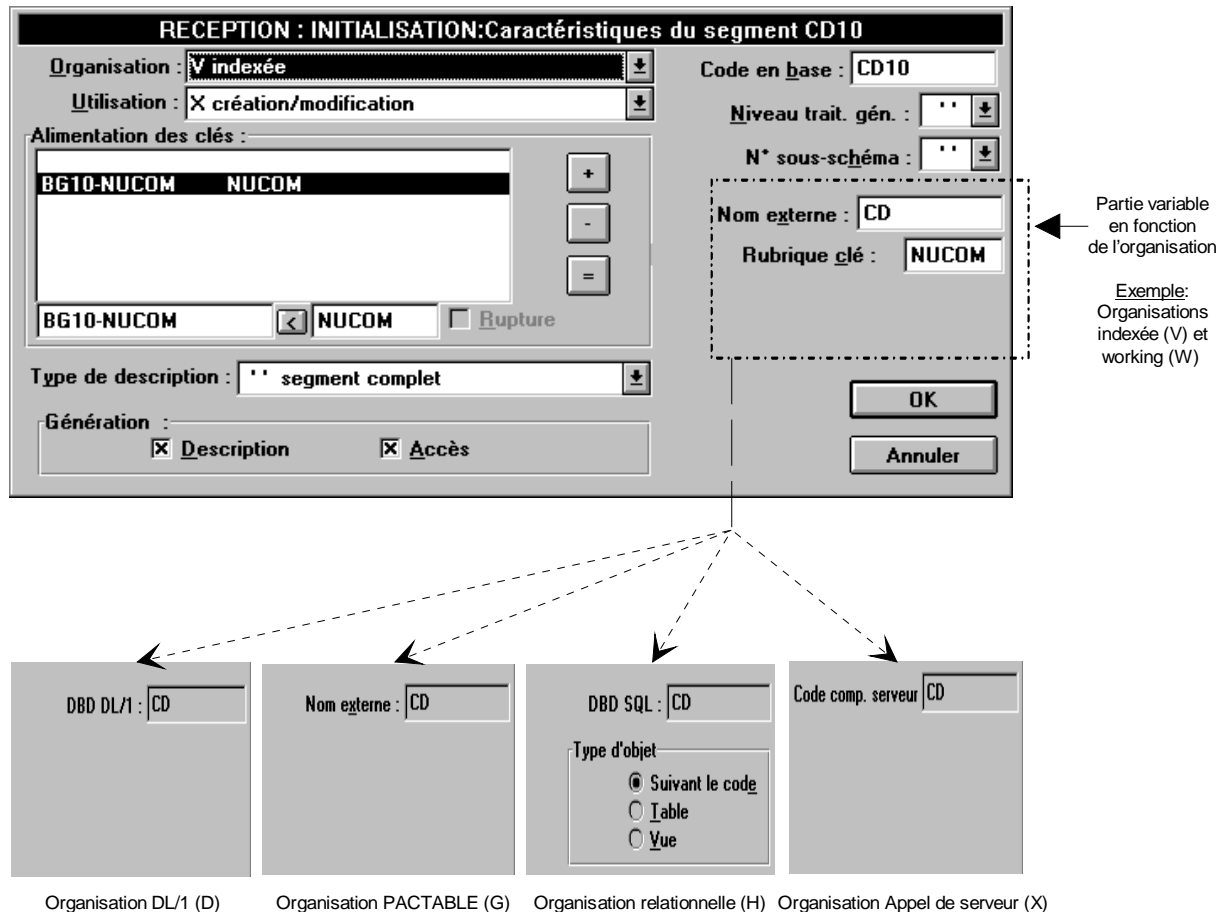 RECEPTION : INITIALISATION:Caractéristiques du segment CD10
Organisation : V indexée
Code en base : CD10
Utilisation : X création/modification
Niveau trait. gén. : ' '
Alimentation des clés :
N° sous-schéma : ' '
BG10-NUCOM NUCOM
+
-
=
Nom externe : CD
Rubrique clé : NUCOM
BG10-NUCOM < NUCOM Rupture
Type de description : ' ' segment complet
Génération :
Description Accès
OK
Annuler
Partie variable
en fonction
de l'organisation
Exemple:
Organisations
indexée (V) et
working (W)
DBD DL/1 : CD
Nom externe : CD
DBD SQL : CD
Type d'objet
Suivant le code
Table
Vue
Code comp. serveur CD
Organisation DL/1 (D)
Organisation PACTABLE (G)
Organisation relationnelle (H)
Organisation Appel de serveur (X)